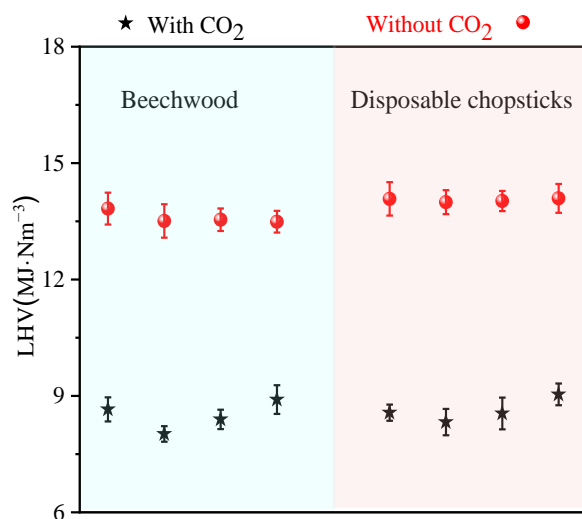 With CO₂ Without CO₂
18
Beechwood Disposable chopsticks
15
LHV(MJ·Nm⁻³)
12
9
6